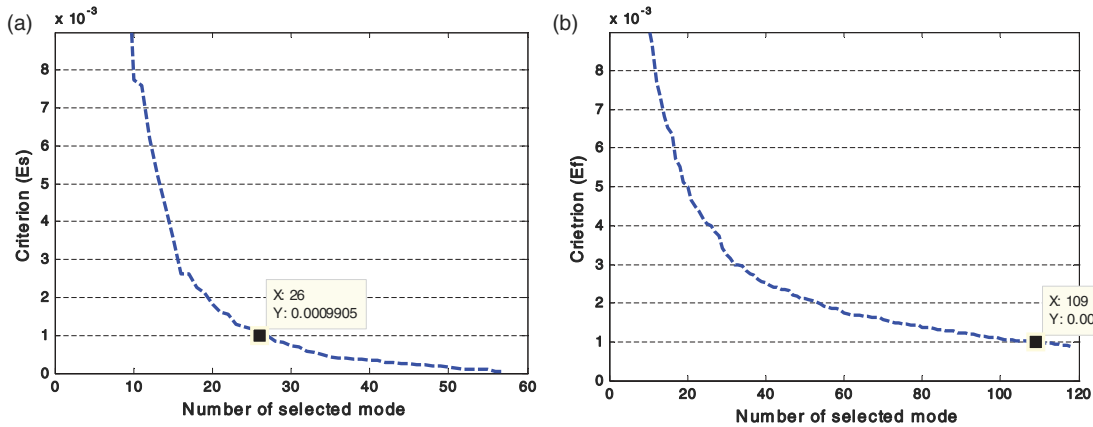 (a)
x 10^-3
8
7
6
5
4
3
2
1
0
Criterion (Es)
X: 26
Y: 0.0009905
0 10 20 30 40 50 60
Number of selected mode
(b)
x 10^-3
8
7
6
5
4
3
2
1
0
Crietrion (Ef)
X: 109
Y: 0.00
0 20 40 60 80 100 120
Number of selected mode